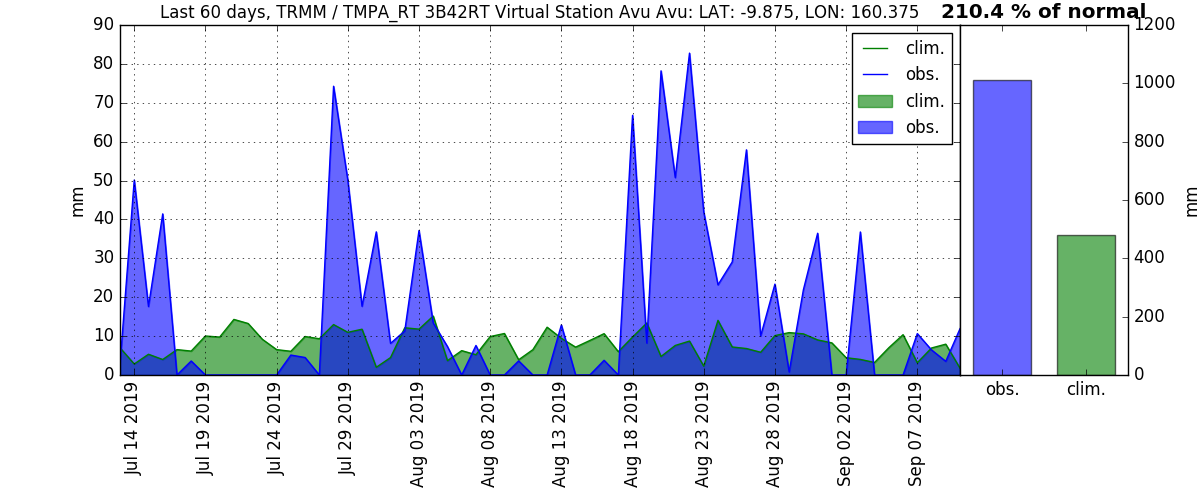 Last 60 days, TRMM / TMPA_RT 3B42RT Virtual Station Avu Avu: LAT: -9.875, LON: 160.375
210.4 % of normal
90
80
70
60
50
40
30
20
10
0
mm
clim.
obs.
clim.
obs.
1200
1000
800
600
400
200
0
mm
Jul 14 2019
Jul 19 2019
Jul 24 2019
Jul 29 2019
Aug 03 2019
Aug 08 2019
Aug 13 2019
Aug 18 2019
Aug 23 2019
Aug 28 2019
Sep 02 2019
Sep 07 2019
obs.
clim.